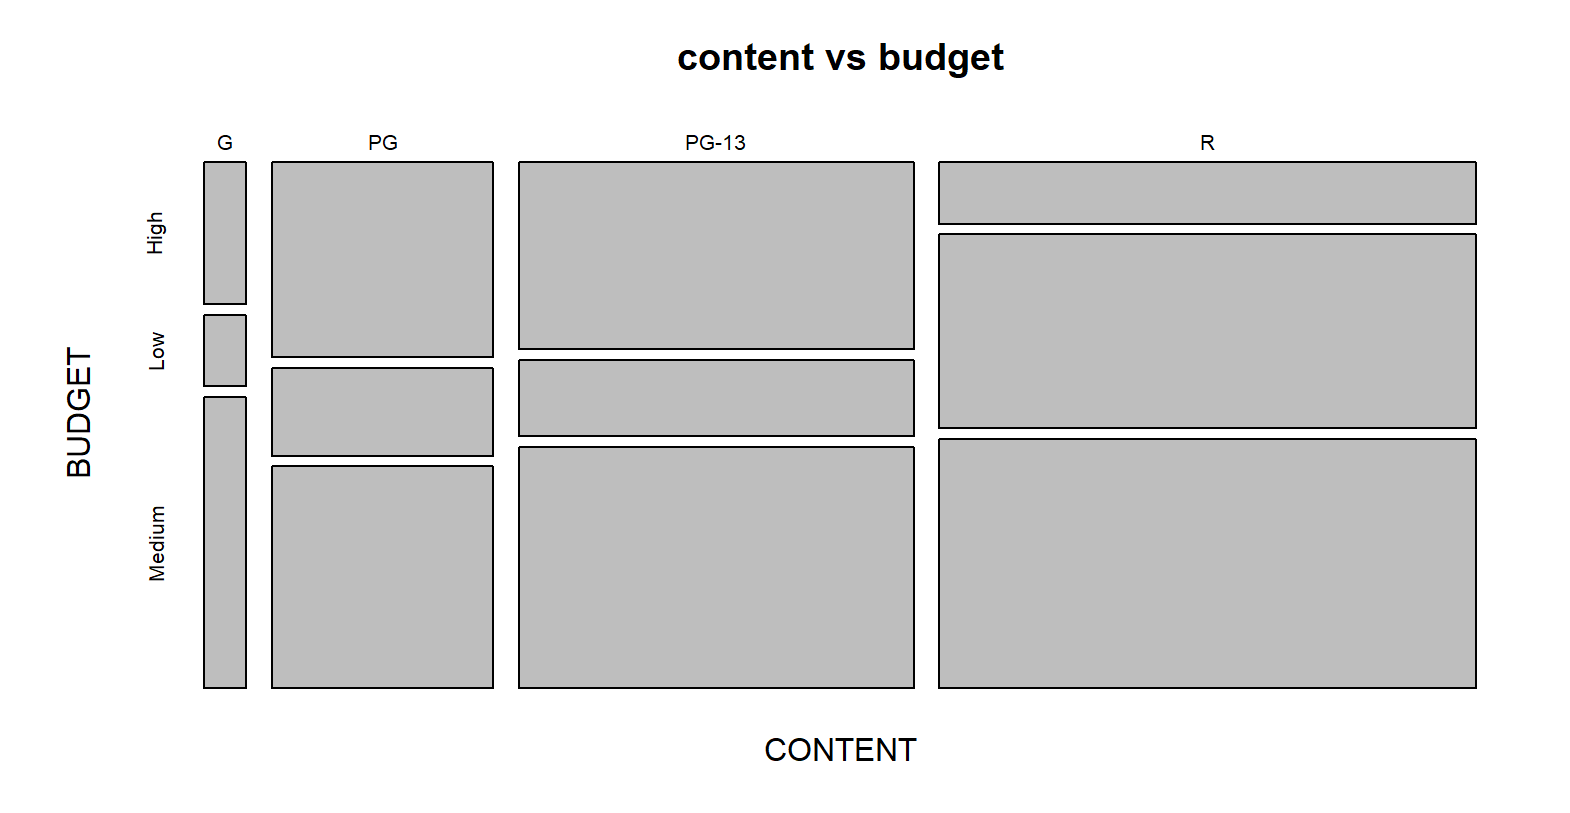 content vs budget
G PG PG-13 R
High
Low
Medium
BUDGET
CONTENT